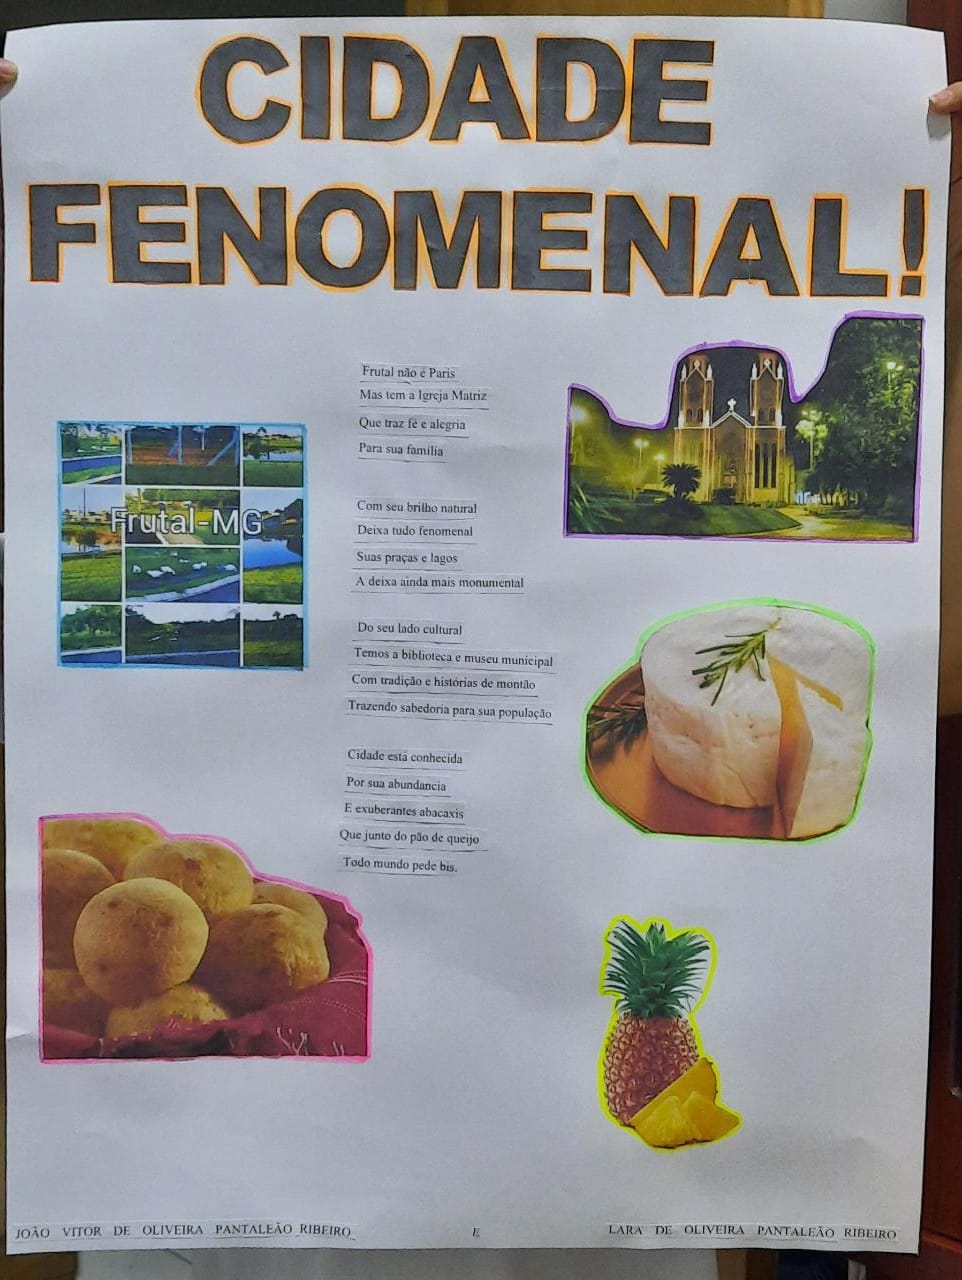 CIDADE
FENOMENAL!
Frutal não é Paris
Mas tem a Igreja Matriz
Que traz fé e alegria
Para sua família
Com seu brilho natural
Deixa tudo fenomenal
Suas praças e lagos
A deixa ainda mais monumental
Do seu lado cultural
Temos a biblioteca e museu municipal
Com tradição e histórias de montão
Trazendo sabedoria para sua população
Cidade está conhecida
Por sua abundancia
E exuberantes abacaxis
Que junto do pão de queijo
Todo mundo pede bis.
Frutal-MG
JOÃO VITOR DE OLIVEIRA PANTALEÃO RIBEIRO E LARA DE OLIVEIRA PANTALEÃO RIBEIRO